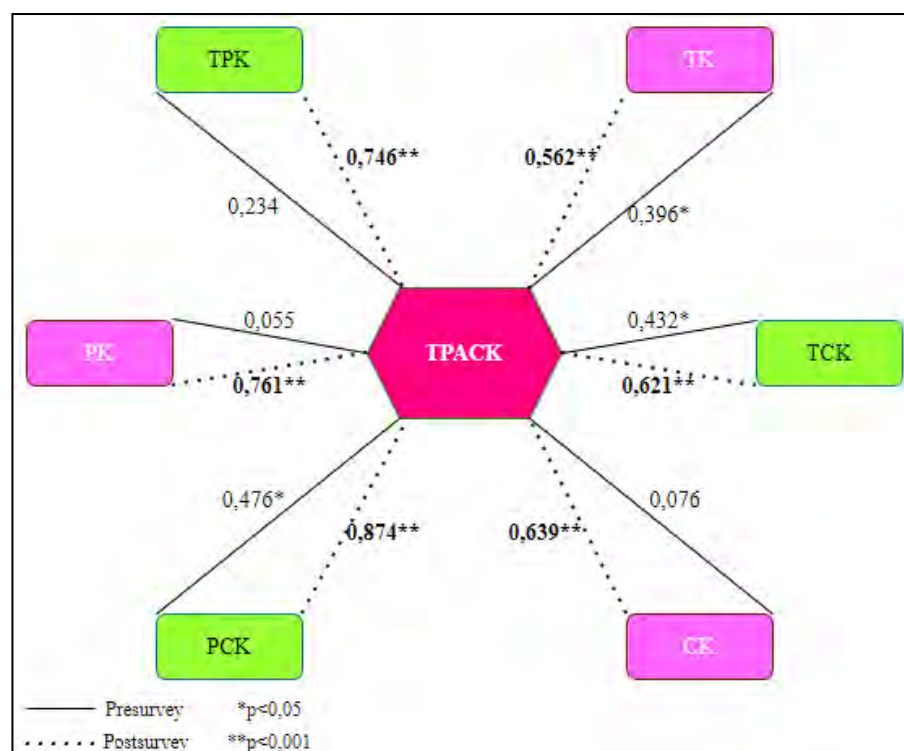 TPK
TK
0,746**
0,562**
0,234
0,396*
0,055
0,432*
PK
TPACK
TCK
0,761**
0,621**
0,476*
0,076
0,874**
0,639**
PCK
CK
Presurvey *p<0,05
Postsurvey **p<0,001